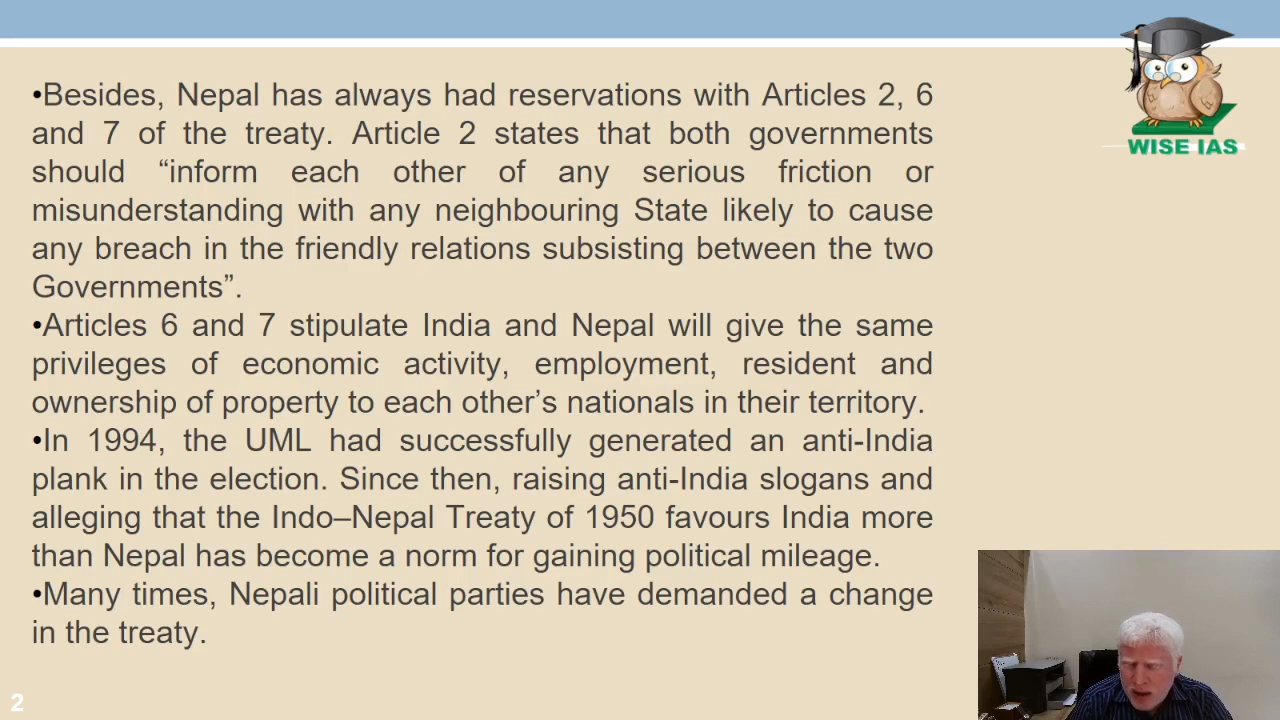 •Besides, Nepal has always had reservations with Articles 2, 6
and 7 of the treaty. Article 2 states that both governments
should “inform each other of any serious friction or
misunderstanding with any neighbouring State likely to cause
any breach in the friendly relations subsisting between the two
Governments”.
•Articles 6 and 7 stipulate India and Nepal will give the same
privileges of economic activity, employment, resident and
ownership of property to each other’s nationals in their territory.
•In 1994, the UML had successfully generated an anti-India
plank in the election. Since then, raising anti-India slogans and
alleging that the Indo–Nepal Treaty of 1950 favours India more
than Nepal has become a norm for gaining political mileage.
•Many times, Nepali political parties have demanded a change
in the treaty.
WISE IAS
2